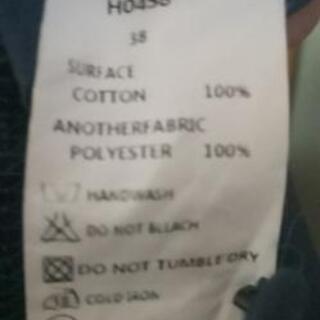 38
SURFACE
COTTON 100%
ANOTHERFABRIC
POLYESTER 100%
HANDWASH
DO NOT BLEACH
DO NOT TUMBLE DRY
COLD IRON